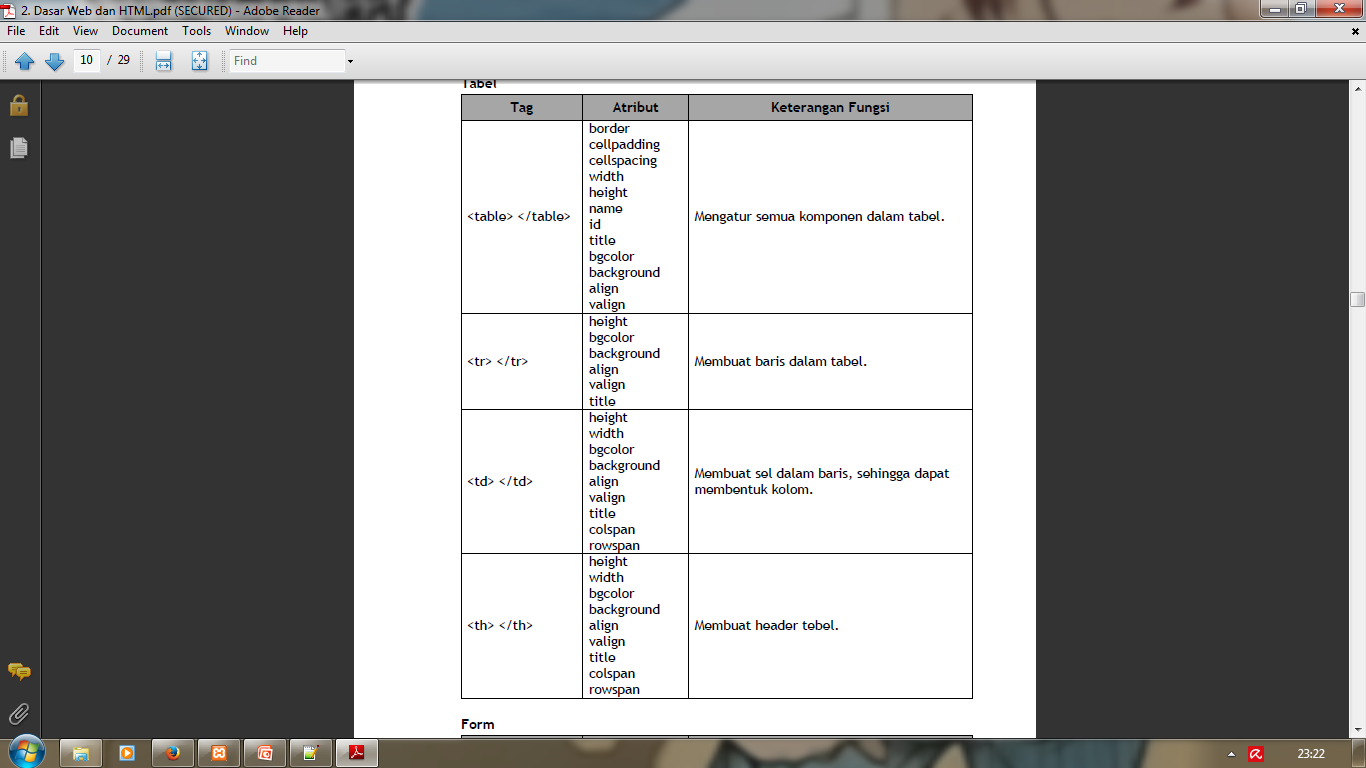 2. Dasar Web dan HTML.pdf (SECURED) - Adobe Reader
File Edit View Document Tools Window Help
10 / 29 Find
Tabel
Tag Atribut Keterangan Fungsi
border
cellpadding
cellspacing
width
height
name
<table> </table> Mengatur semua komponen dalam tabel.
id
title
bgcolor
background
align
valign
height
bgcolor
background
<tr> </tr> Membuat baris dalam tabel.
align
valign
title
height
width
bgcolor
background
<td> </td> align Membuat sel dalam baris, sehingga dapat
membentuk kolom.
valign
title
colspan
rowspan
height
width
bgcolor
background
<th> </th> align Membuat header tebel.
valign
title
colspan
rowspan
Form
23:22